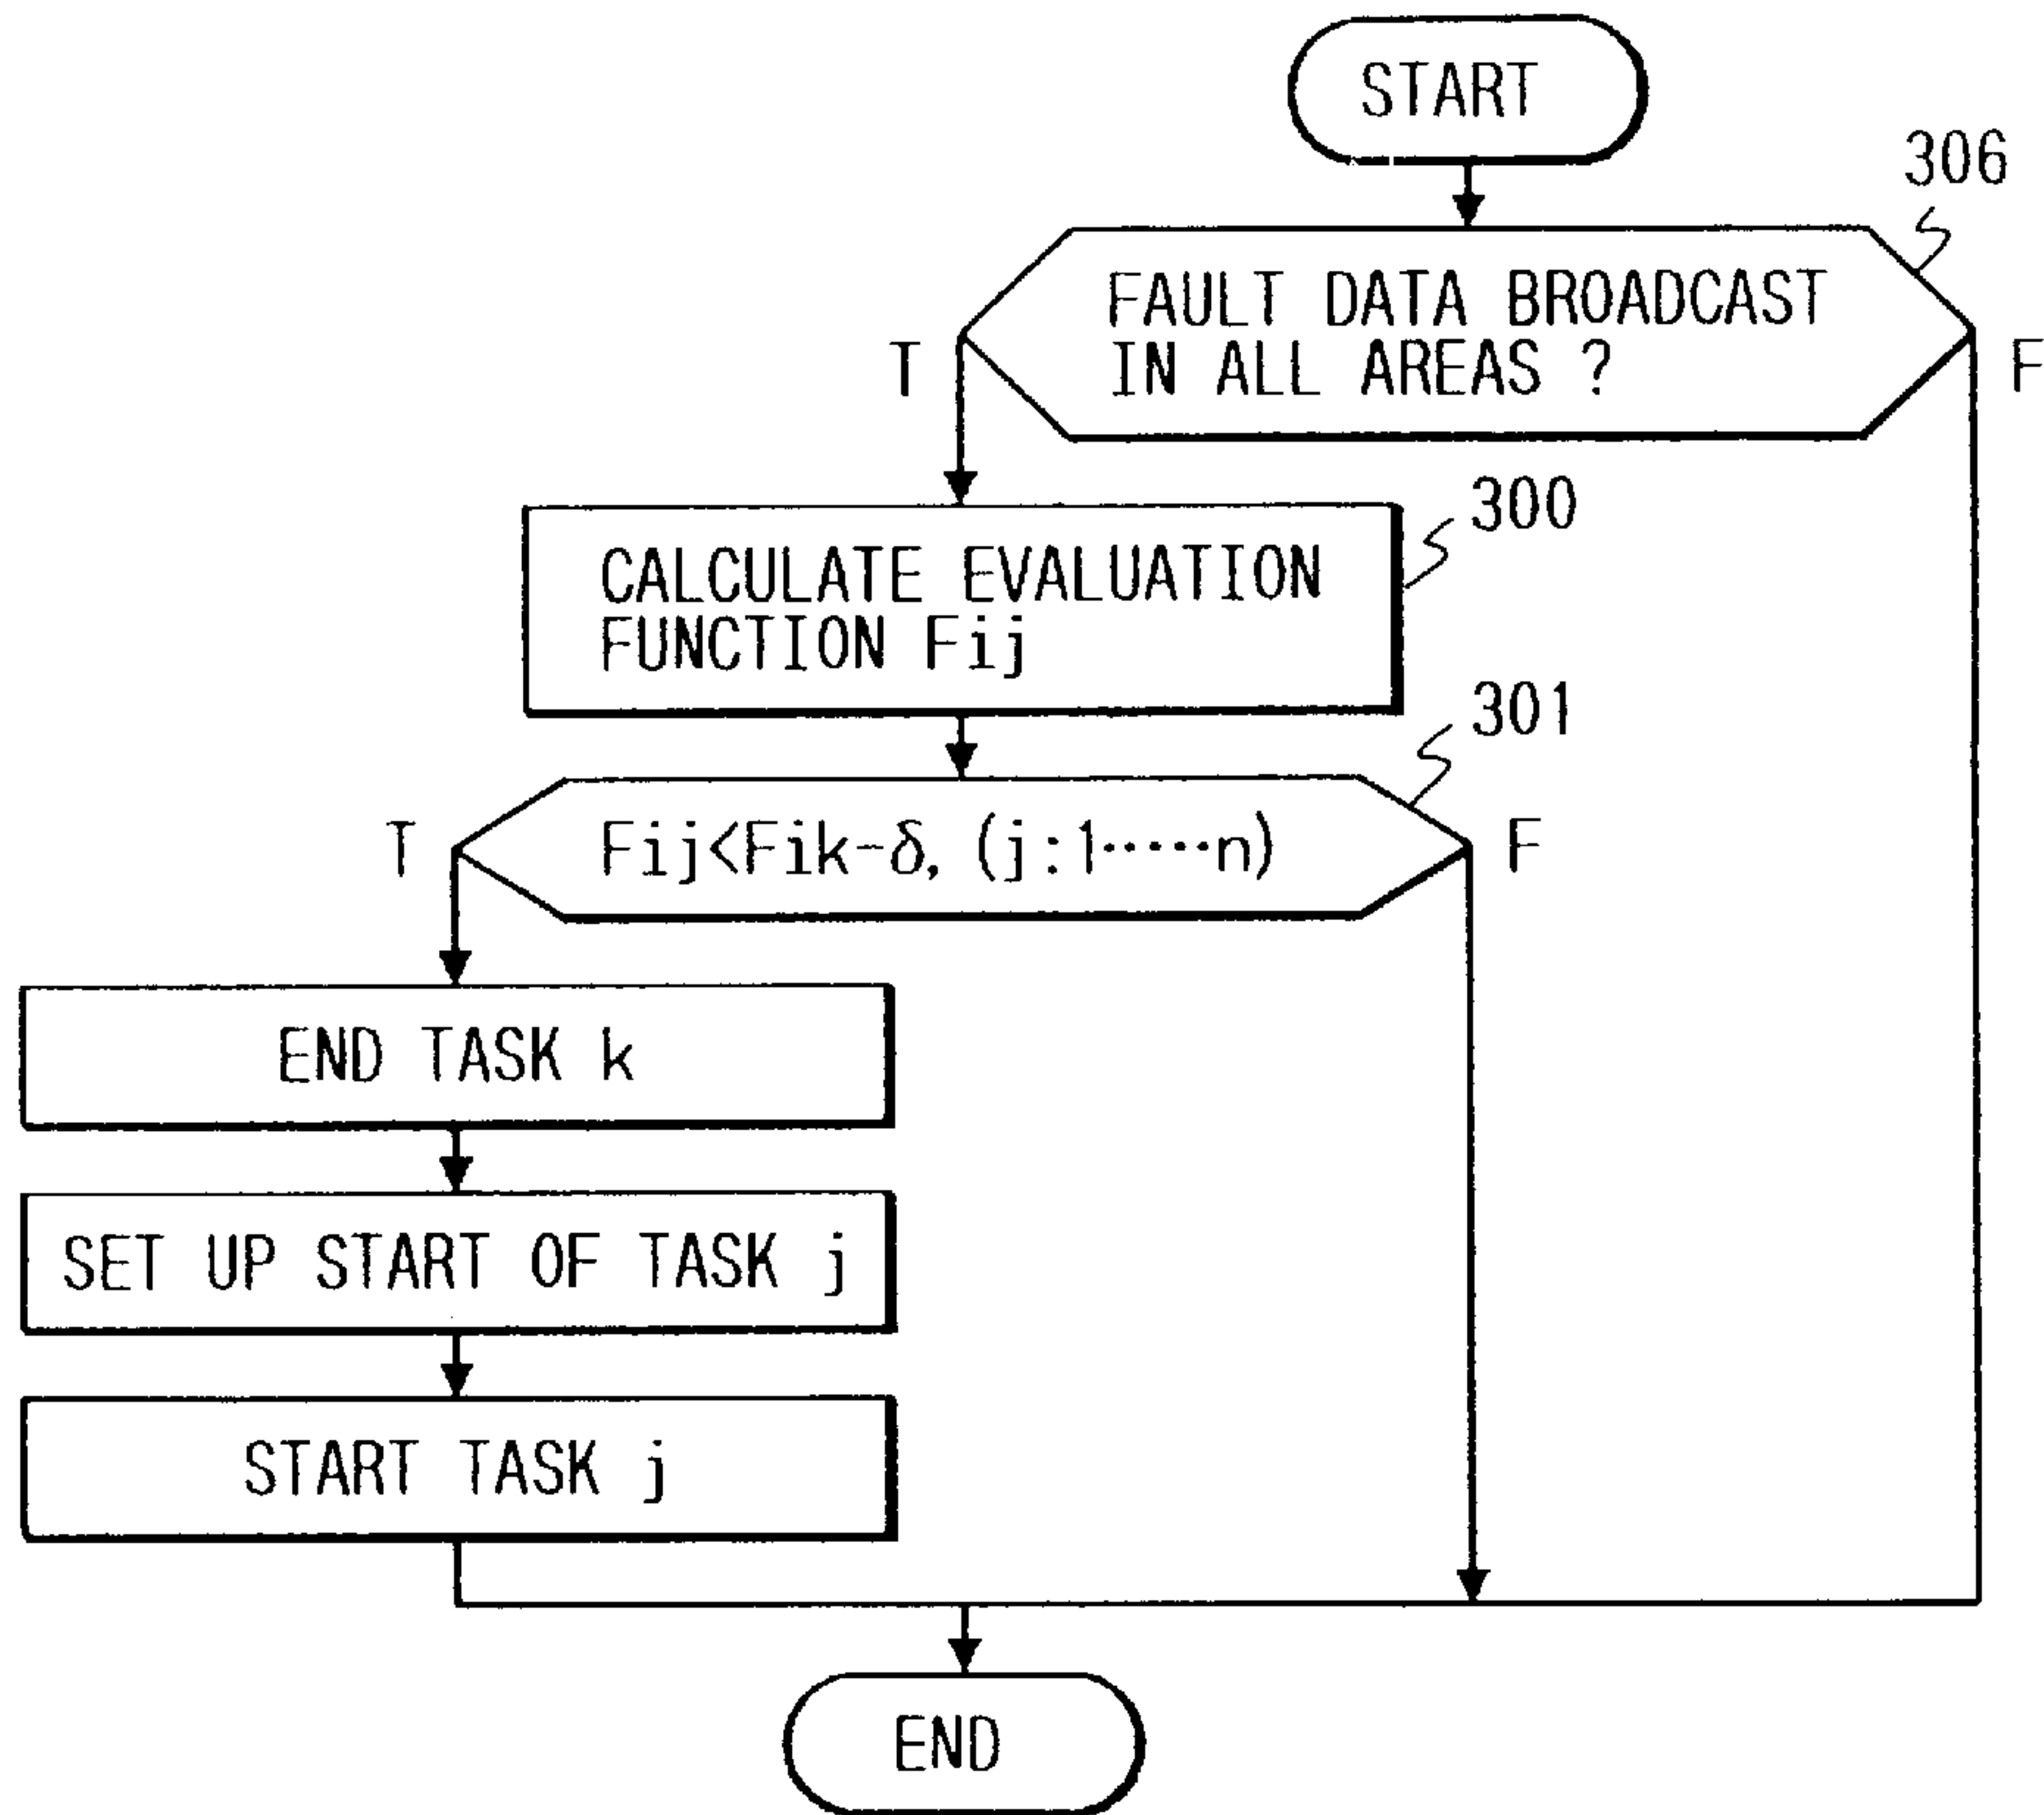 START
306
FAULT DATA BROADCAST
IN ALL AREAS ?
T
F
300
CALCULATE EVALUATION
FUNCTION Fij
301
T
Fij<Fik-δ, (j:1·····n)
F
END TASK k
SET UP START OF TASK j
START TASK j
END